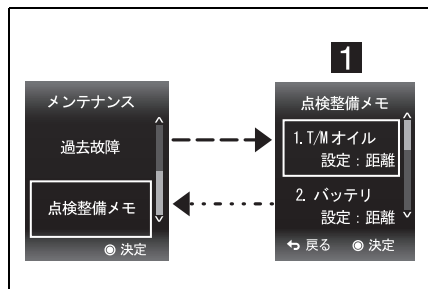 1
メンテナンス
過去故障
点検整備メモ
◉ 決定
点検整備メモ
1. T/Mオイル
設定：距離
2. バッテリ
設定：距離
戻る ◉ 決定